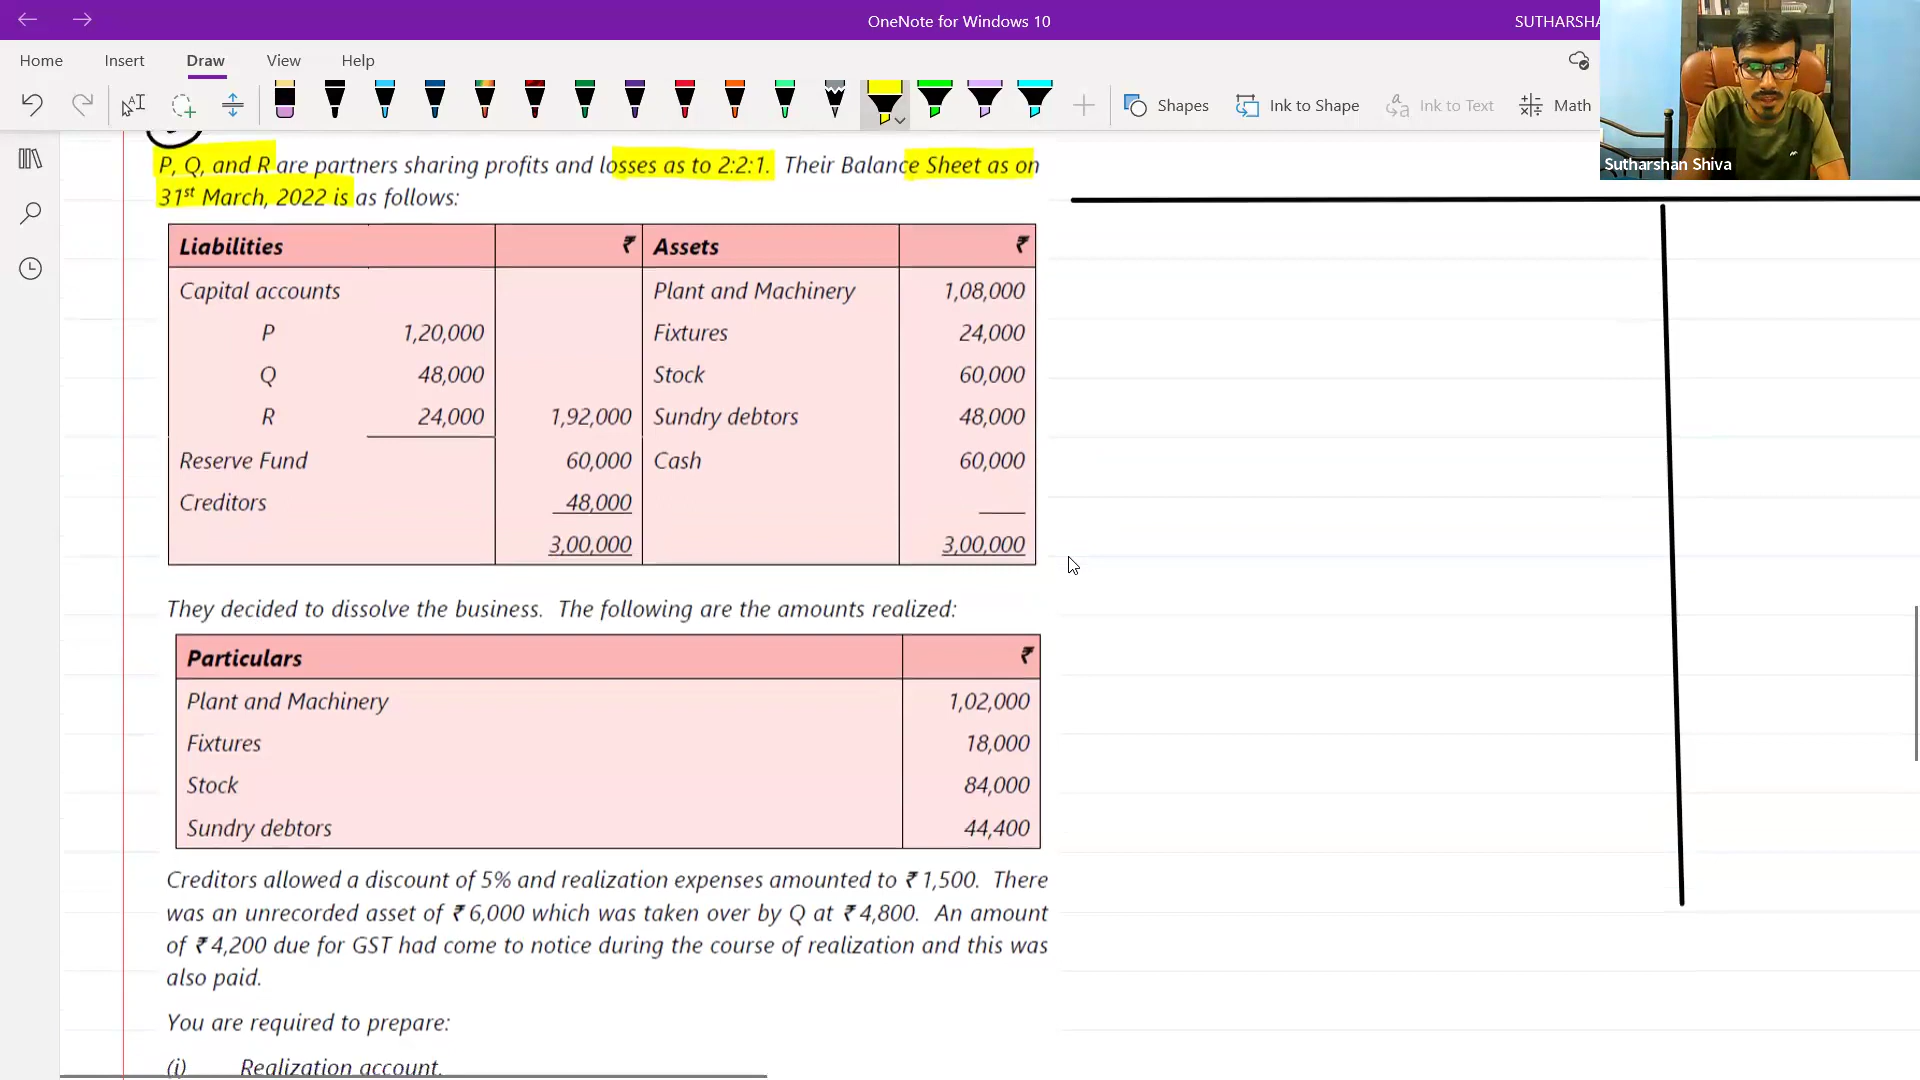 OneNote for Windows 10
SUTHARSHA
Home Insert Draw View Help
Shapes Ink to Shape Ink to Text Math
Sutharshan Shiva
P, Q, and R are partners sharing profits and losses as to 2:2:1. Their Balance Sheet as on
31st March, 2022 is as follows:
Liabilities ₹ Assets ₹
Capital accounts Plant and Machinery 1,08,000
P 1,20,000 Fixtures 24,000
Q 48,000 Stock 60,000
R 24,000 1,92,000 Sundry debtors 48,000
Reserve Fund 60,000 Cash 60,000
Creditors 48,000
3,00,000 3,00,000
They decided to dissolve the business. The following are the amounts realized:
Particulars ₹
Plant and Machinery 1,02,000
Fixtures 18,000
Stock 84,000
Sundry debtors 44,400
Creditors allowed a discount of 5% and realization expenses amounted to ₹ 1,500. There
was an unrecorded asset of ₹ 6,000 which was taken over by Q at ₹ 4,800. An amount
of ₹ 4,200 due for GST had come to notice during the course of realization and this was
also paid.
You are required to prepare:
(i) Realization account.